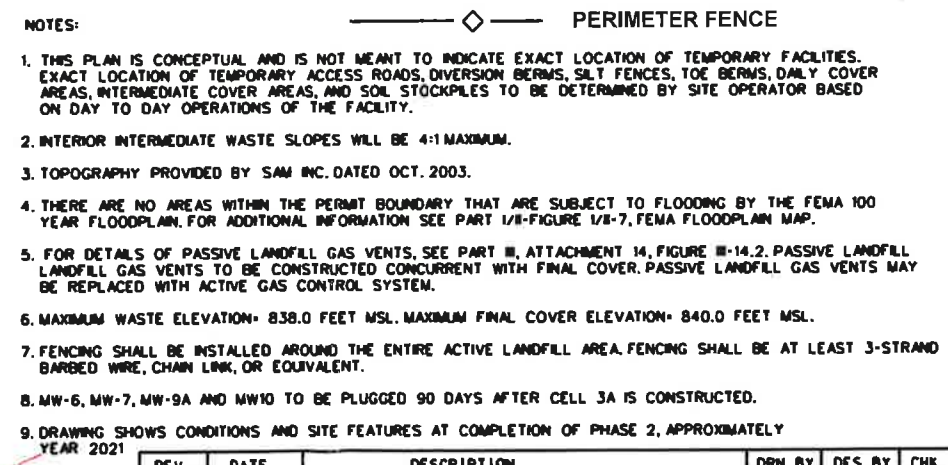 NOTES:
PERIMETER FENCE
1. THIS PLAN IS CONCEPTUAL AND IS NOT MEANT TO INDICATE EXACT LOCATION OF TEMPORARY FACILITIES.
EXACT LOCATION OF TEMPORARY ACCESS ROADS, DIVERSION BERMS, SILT FENCES, TOE BERMS, DAILY COVER
AREAS, INTERMEDIATE COVER AREAS, AND SOIL STOCKPILES TO BE DETERMINED BY SITE OPERATOR BASED
ON DAY TO DAY OPERATIONS OF THE FACILITY.
2. INTERIOR INTERMEDIATE WASTE SLOPES WILL BE 4:1 MAXIMUM.
3. TOPOGRAPHY PROVIDED BY SAM INC. DATED OCT. 2003.
4. THERE ARE NO AREAS WITHIN THE PERMIT BOUNDARY THAT ARE SUBJECT TO FLOODING BY THE FEMA 100
YEAR FLOODPLAIN. FOR ADDITIONAL INFORMATION SEE PART I/II-FIGURE I/II-7, FEMA FLOODPLAIN MAP.
5. FOR DETAILS OF PASSIVE LANDFILL GAS VENTS, SEE PART III, ATTACHMENT 14, FIGURE III-14.2. PASSIVE LANDFILL
LANDFILL GAS VENTS TO BE CONSTRUCTED CONCURRENT WITH FINAL COVER. PASSIVE LANDFILL GAS VENTS MAY
BE REPLACED WITH ACTIVE GAS CONTROL SYSTEM.
6. MAXIMUM WASTE ELEVATION= 838.0 FEET MSL. MAXIMUM FINAL COVER ELEVATION= 840.0 FEET MSL.
7. FENCING SHALL BE INSTALLED AROUND THE ENTIRE ACTIVE LANDFILL AREA. FENCING SHALL BE AT LEAST 3-STRAND
BARBED WIRE, CHAIN LINK, OR EQUIVALENT.
8. MW-6, MW-7, MW-9A AND MW10 TO BE PLUGGED 90 DAYS AFTER CELL 3A IS CONSTRUCTED.
9. DRAWING SHOWS CONDITIONS AND SITE FEATURES AT COMPLETION OF PHASE 2, APPROXIMATELY
YEAR 2021
REV DATE DESCRIPTION DRN BY DES BY CHK